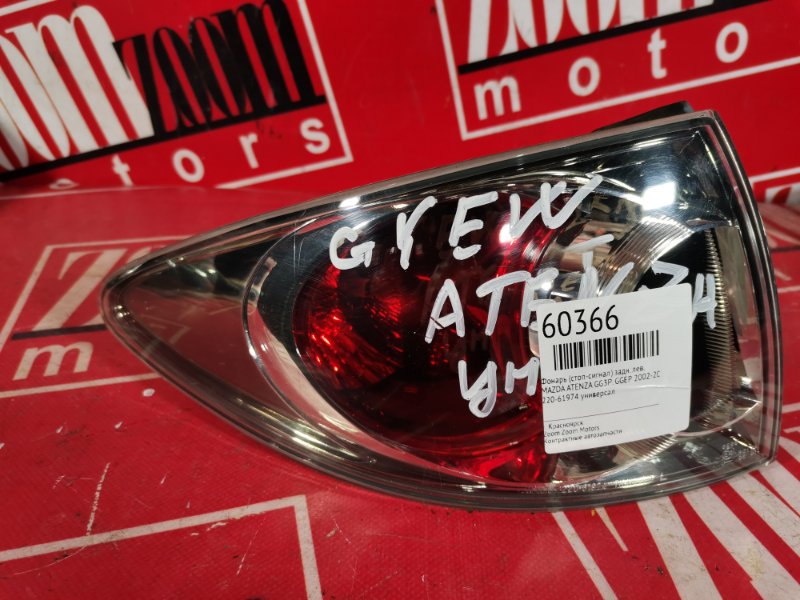 Zoom Zoom
motors
Zoom
moto
GYEW
ATENZA
60366
Фонарь (стоп-сигнал) задн.лев.
MAZDA ATENZA GG3P GGEP 2002-20
220-61974 универсал
Красноярск
Zoom Zoom Motors
Контрактные автозапчасти
Zo
m